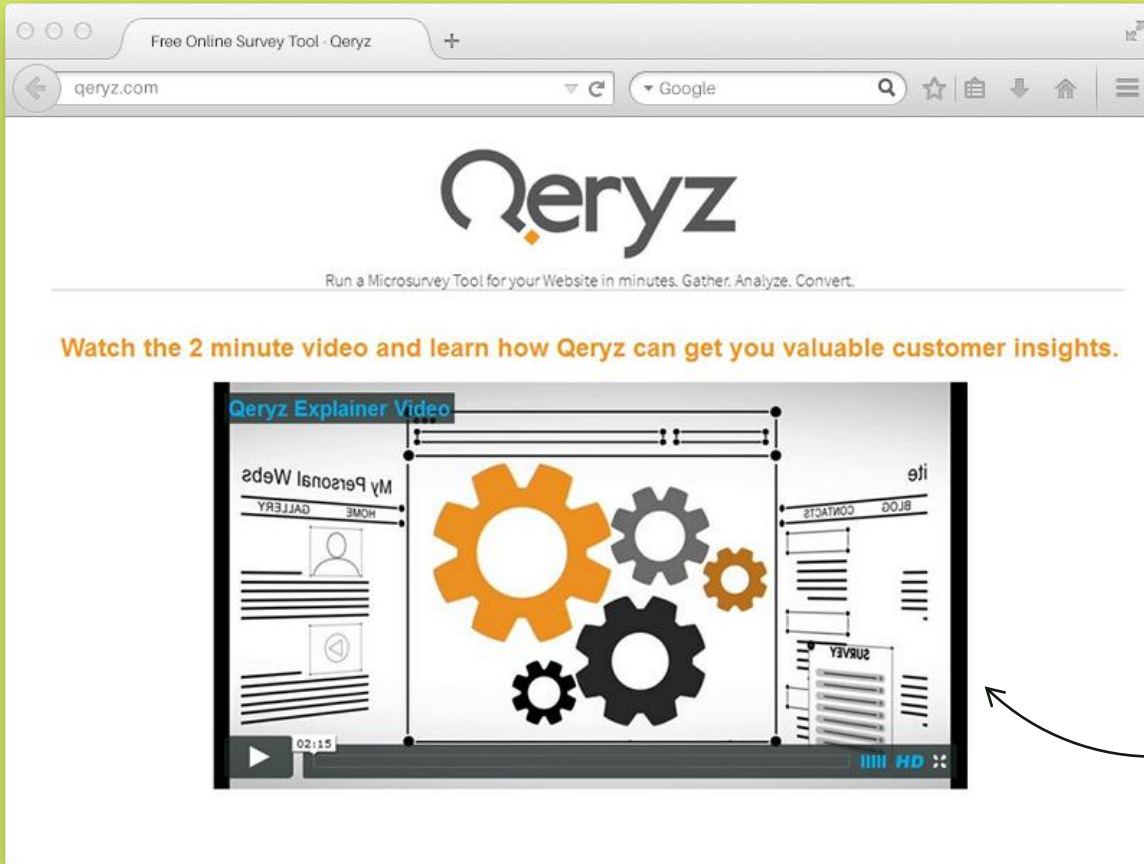 Free Online Survey Tool - Qeryz
qeryz.com
Google
Qeryz
Run a Microsurvey Tool for your Website in minutes. Gather. Analyze. Convert.
Watch the 2 minute video and learn how Qeryz can get you valuable customer insights.
Qeryz Explainer Video
My Personal Webs
ite
HOME GALLERY
BLOG CONTACTS
SURVEY
02:15
HD